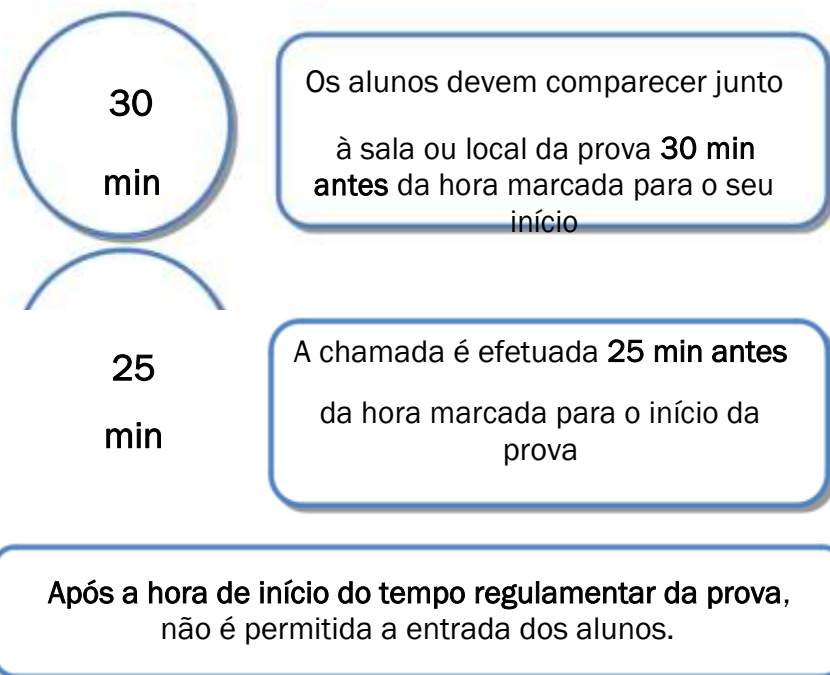 30
min
Os alunos devem comparecer junto
à sala ou local da prova 30 min
antes da hora marcada para o seu
início
25
min
A chamada é efetuada 25 min antes
da hora marcada para o início da
prova
Após a hora de início do tempo regulamentar da prova,
não é permitida a entrada dos alunos.